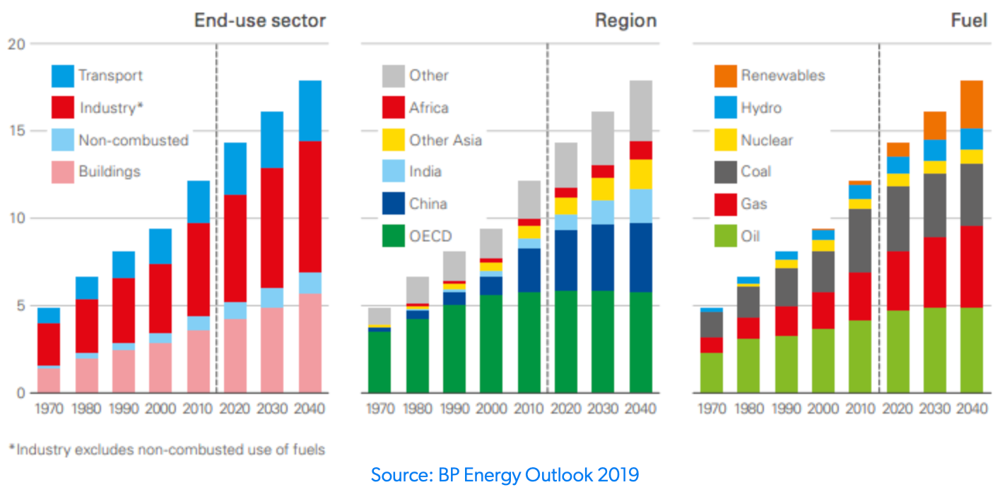 End-use sector
20
15
10
5
0
Transport
Industry*
Non-combusted
Buildings
1970 1980 1990 2000 2010 2020 2030 2040
Region
Other
Africa
Other Asia
India
China
OECD
1970 1980 1990 2000 2010 2020 2030 2040
Fuel
Renewables
Hydro
Nuclear
Coal
Gas
Oil
1970 1980 1990 2000 2010 2020 2030 2040
*Industry excludes non-combusted use of fuels
Source: BP Energy Outlook 2019